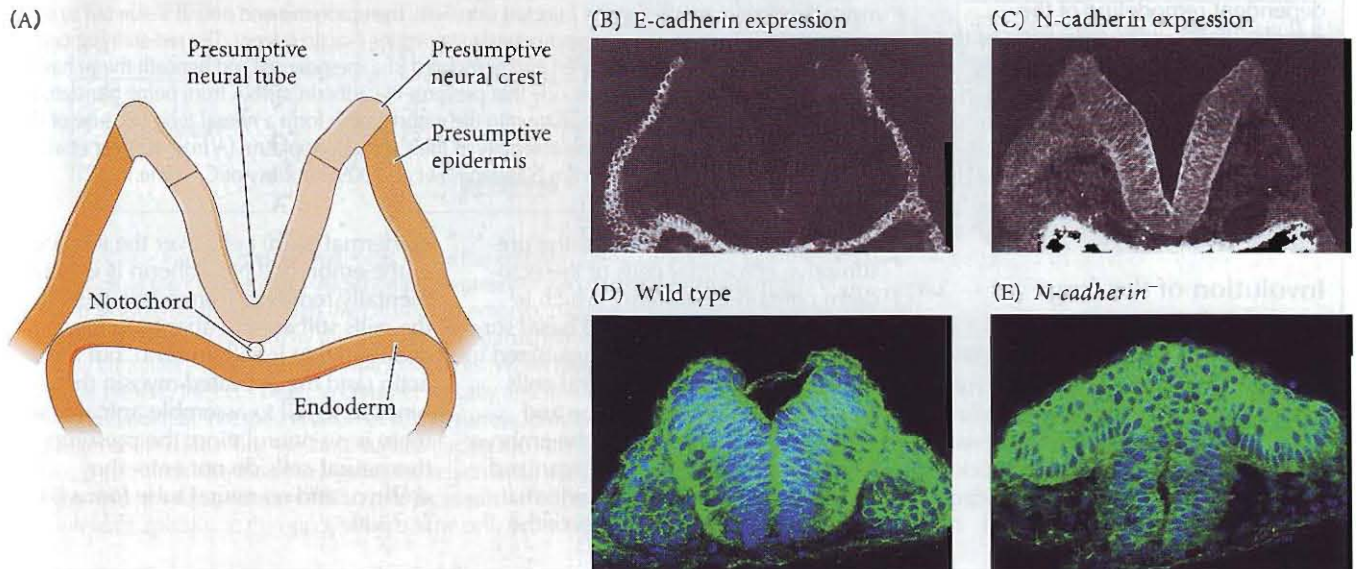 (A)
Presumptive
neural tube
Presumptive
neural crest
Presumptive
epidermis
Notochord
Endoderm
(B) E-cadherin expression
(C) N-cadherin expression
(D) Wild type
(E) N-cadherin⁻